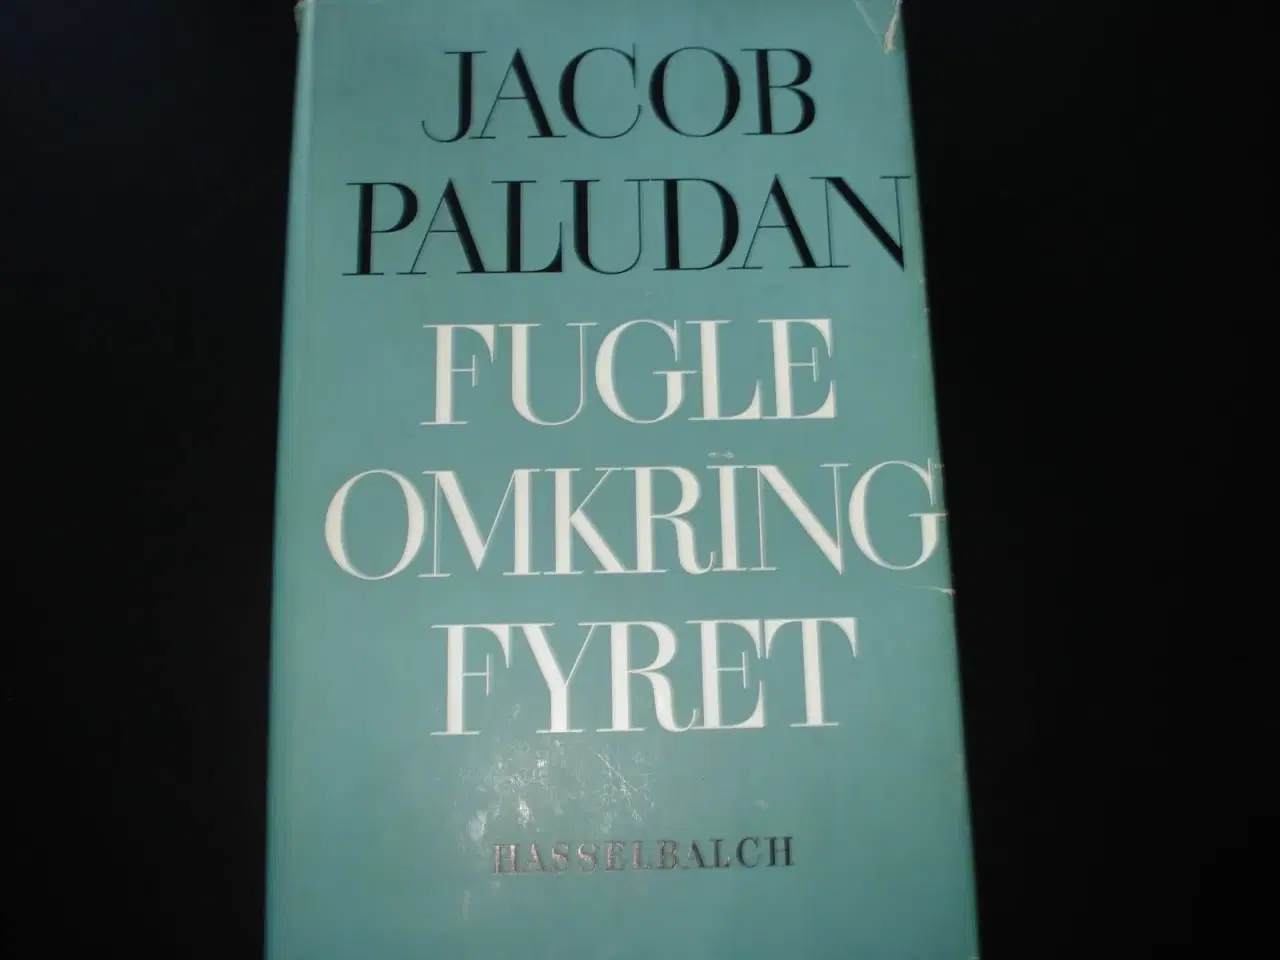 JACOB
PALUDAN
FUGLE
OMKRING
FYRET
HASSELBALCH